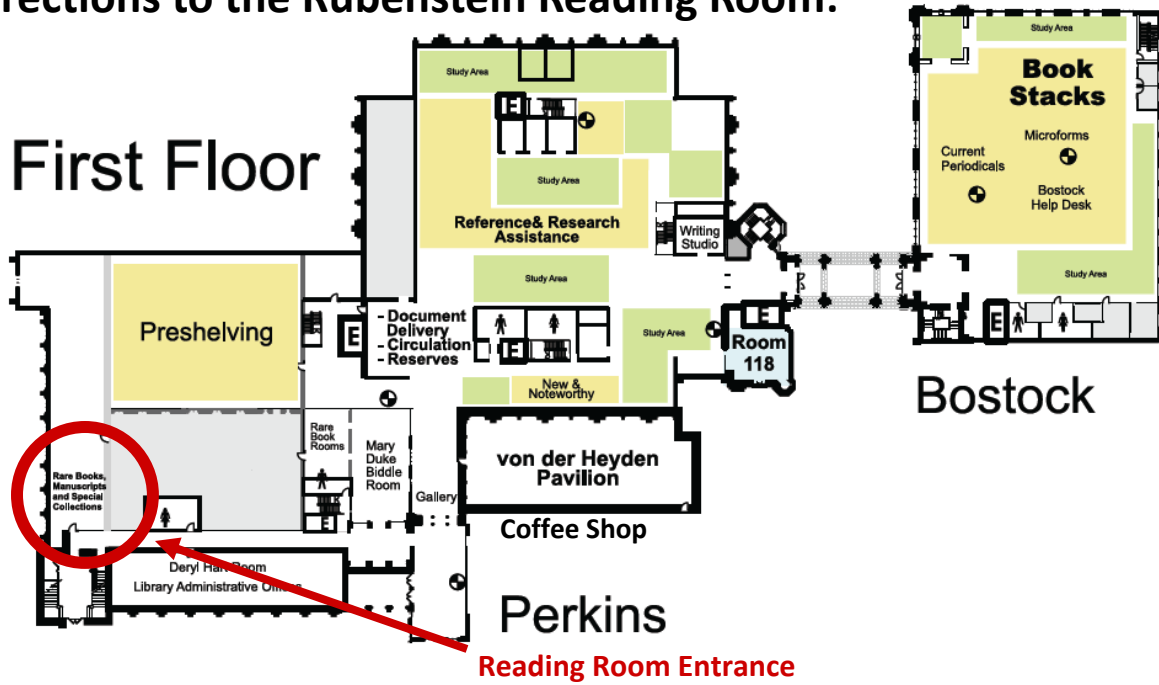 rections to the Rubenstein Reading Room:
First Floor
Study Area
E
Study Area
Reference& Research
Assistance
Writing
Studio
Study Area
Preshelving
E
- Document
Delivery
- Circulation
- Reserves
E
Study Area
E
Room
118
New &
Noteworthy
Rare
Book
Rooms
Mary
Duke
Biddle
Room
Gallery
E
von der Heyden
Pavilion
Coffee Shop
Rare Books,
Manuscripts
and Special
Collections
Deryl Hart Room
Library Administrative Offices
Perkins
Reading Room Entrance
Study Area
Book
Stacks
Microforms
Current
Periodicals
Bostock
Help Desk
Study Area
E
Bostock